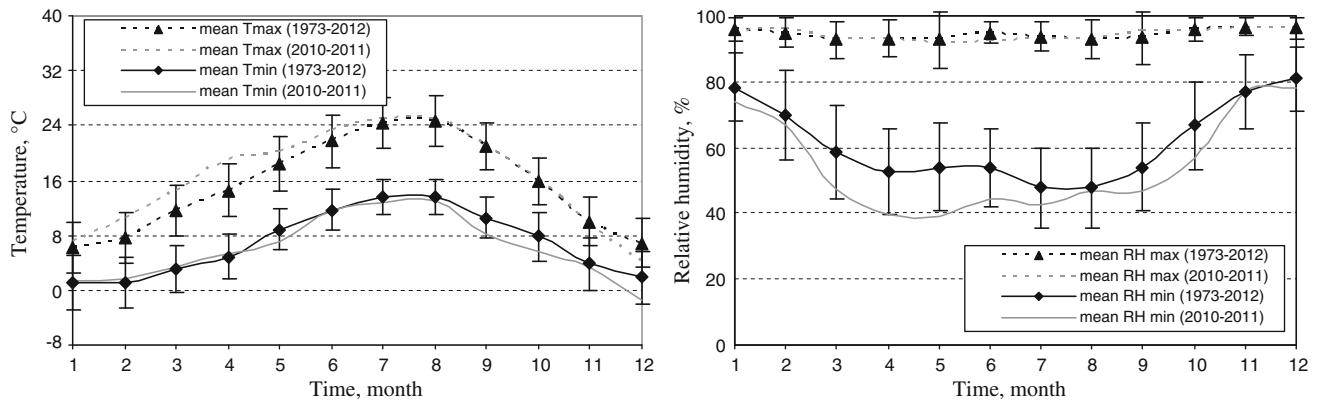 Temperature, °C
40
32
24
16
8
0
-8
mean Tmax (1973-2012)
mean Tmax (2010-2011)
mean Tmin (1973-2012)
mean Tmin (2010-2011)
1 2 3 4 5 6 7 8 9 10 11 12
Time, month
Relative humidity, %
100
80
60
40
20
0
mean RH max (1973-2012)
mean RH max (2010-2011)
mean RH min (1973-2012)
mean RH min (2010-2011)
1 2 3 4 5 6 7 8 9 10 11 12
Time, month